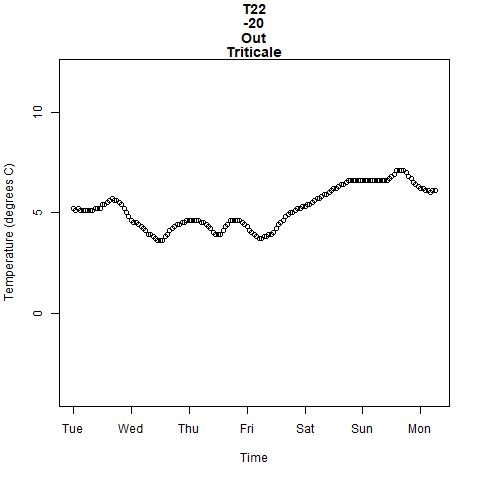 T22
-20
Out
Triticale
10
5
0
Temperature (degrees C)
Tue Wed Thu Fri Sat Sun Mon
Time